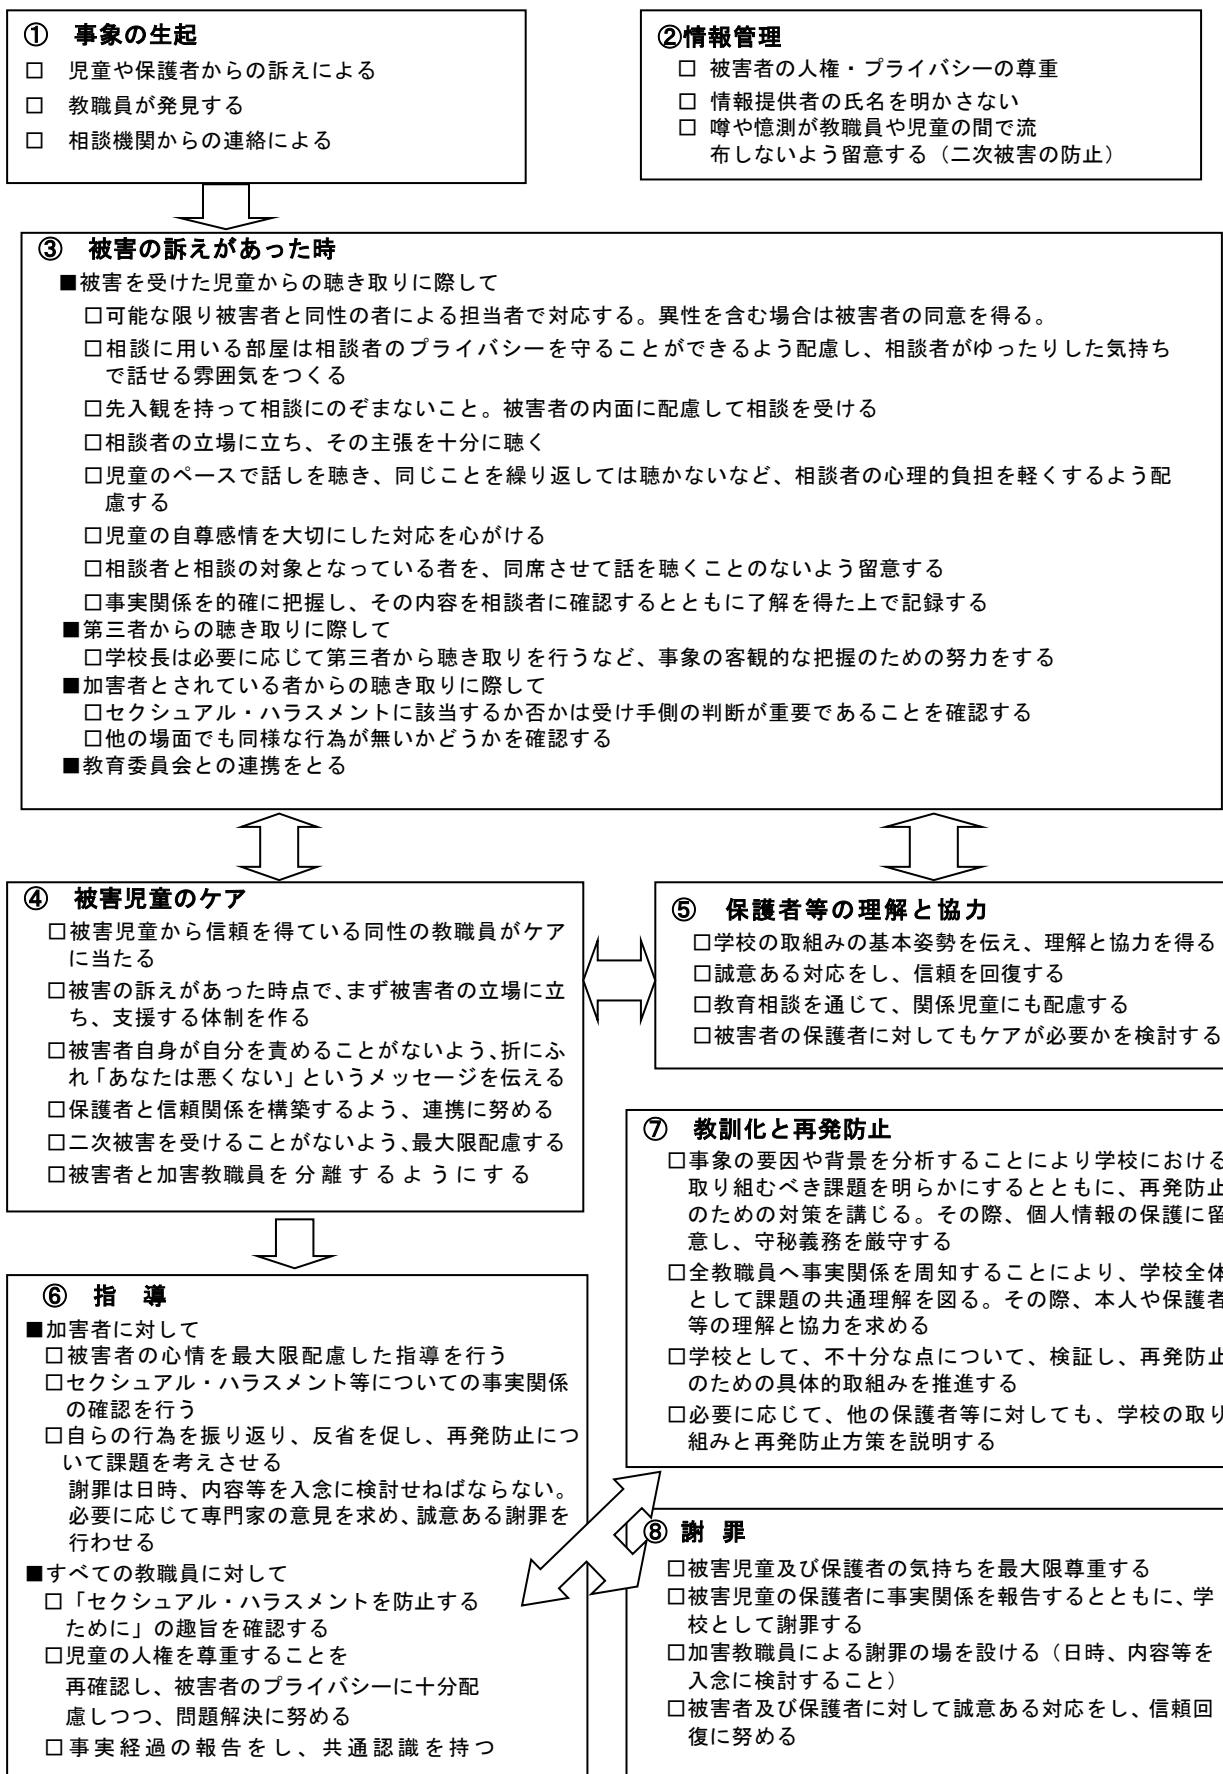 ① 事象の生起
□ 児童や保護者からの訴えによる
□ 教職員が発見する
□ 相談機関からの連絡による
②情報管理
□ 被害者の人権・プライバシーの尊重
□ 情報提供者の氏名を明かさない
□ 噂や憶測が教職員や児童の間で流
布しないよう留意する（二次被害の防止）
③ 被害の訴えがあった時
■被害を受けた児童からの聴き取りに際して
□可能な限り被害者と同性の者による担当者で対応する。異性を含む場合は被害者の同意を得る。
□相談に用いる部屋は相談者のプライバシーを守ることができるよう配慮し、相談者がゆったりした気持ち
で話せる雰囲気をつくる
□先入観を持って相談にのぞまないこと。被害者の内面に配慮して相談を受ける
□相談者の立場に立ち、その主張を十分に聴く
□児童のペースで話しを聴き、同じことを繰り返しては聴かないなど、相談者の心理的負担を軽くするよう配
慮する
□児童の自尊感情を大切にした対応を心がける
□相談者と相談の対象となっている者を、同席させて話を聴くことのないよう留意する
□事実関係を的確に把握し、その内容を相談者に確認するとともに了解を得た上で記録する
■第三者からの聴き取りに際して
□学校長は必要に応じて第三者から聴き取りを行うなど、事象の客観的な把握のための努力をする
■加害者とされている者からの聴き取りに際して
□セクシュアル・ハラスメントに該当するか否かは受け手側の判断が重要であることを確認する
□他の場面でも同様な行為が無いかどうかを確認する
■教育委員会との連携をとる
④ 被害児童のケア
□被害児童から信頼を得ている同性の教職員がケア
に当たる
□被害の訴えがあった時点で、まず被害者の立場に立
ち、支援する体制を作る
□被害者自身が自分を責めることがないよう、折にふ
れ「あなたは悪くない」というメッセージを伝える
□保護者と信頼関係を構築するよう、連携に努める
□二次被害を受けることがないよう、最大限配慮する
□被害者と加害教職員を分離するようにする
⑤ 保護者等の理解と協力
□学校の取組みの基本姿勢を伝え、理解と協力を得る
□誠意ある対応をし、信頼を回復する
□教育相談を通じて、関係児童にも配慮する
□被害者の保護者に対してもケアが必要かを検討する
⑥ 指 導
■加害者に対して
□被害者の心情を最大限配慮した指導を行う
□セクシュアル・ハラスメント等についての事実関係
の確認を行う
□自らの行為を振り返り、反省を促し、再発防止につ
いて課題を考えさせる
謝罪は日時、内容等を入念に検討せねばならない。
必要に応じて専門家の意見を求め、誠意ある謝罪を
行わせる
■すべての教職員に対して
□「セクシュアル・ハラスメントを防止する
ために」の趣旨を確認する
□児童の人権を尊重することを
再確認し、被害者のプライバシーに十分配
慮しつつ、問題解決に努める
□事実経過の報告をし、共通認識を持つ
⑦ 教訓化と再発防止
□事象の要因や背景を分析することにより学校における
取り組むべき課題を明らかにするとともに、再発防止
のための対策を講じる。その際、個人情報の保護に留
意し、守秘義務を厳守する
□全教職員へ事実関係を周知することにより、学校全体
として課題の共通理解を図る。その際、本人や保護者
等の理解と協力を求める
□学校として、不十分な点について、検証し、再発防止
のための具体的取組みを推進する
□必要に応じて、他の保護者等に対しても、学校の取り
組みと再発防止方策を説明する
⑧ 謝 罪
□被害児童及び保護者の気持ちを最大限尊重する
□被害児童の保護者に事実関係を報告するとともに、学
校として謝罪する
□加害教職員による謝罪の場を設ける（日時、内容等を
入念に検討すること）
□被害者及び保護者に対して誠意ある対応をし、信頼回
復に努める